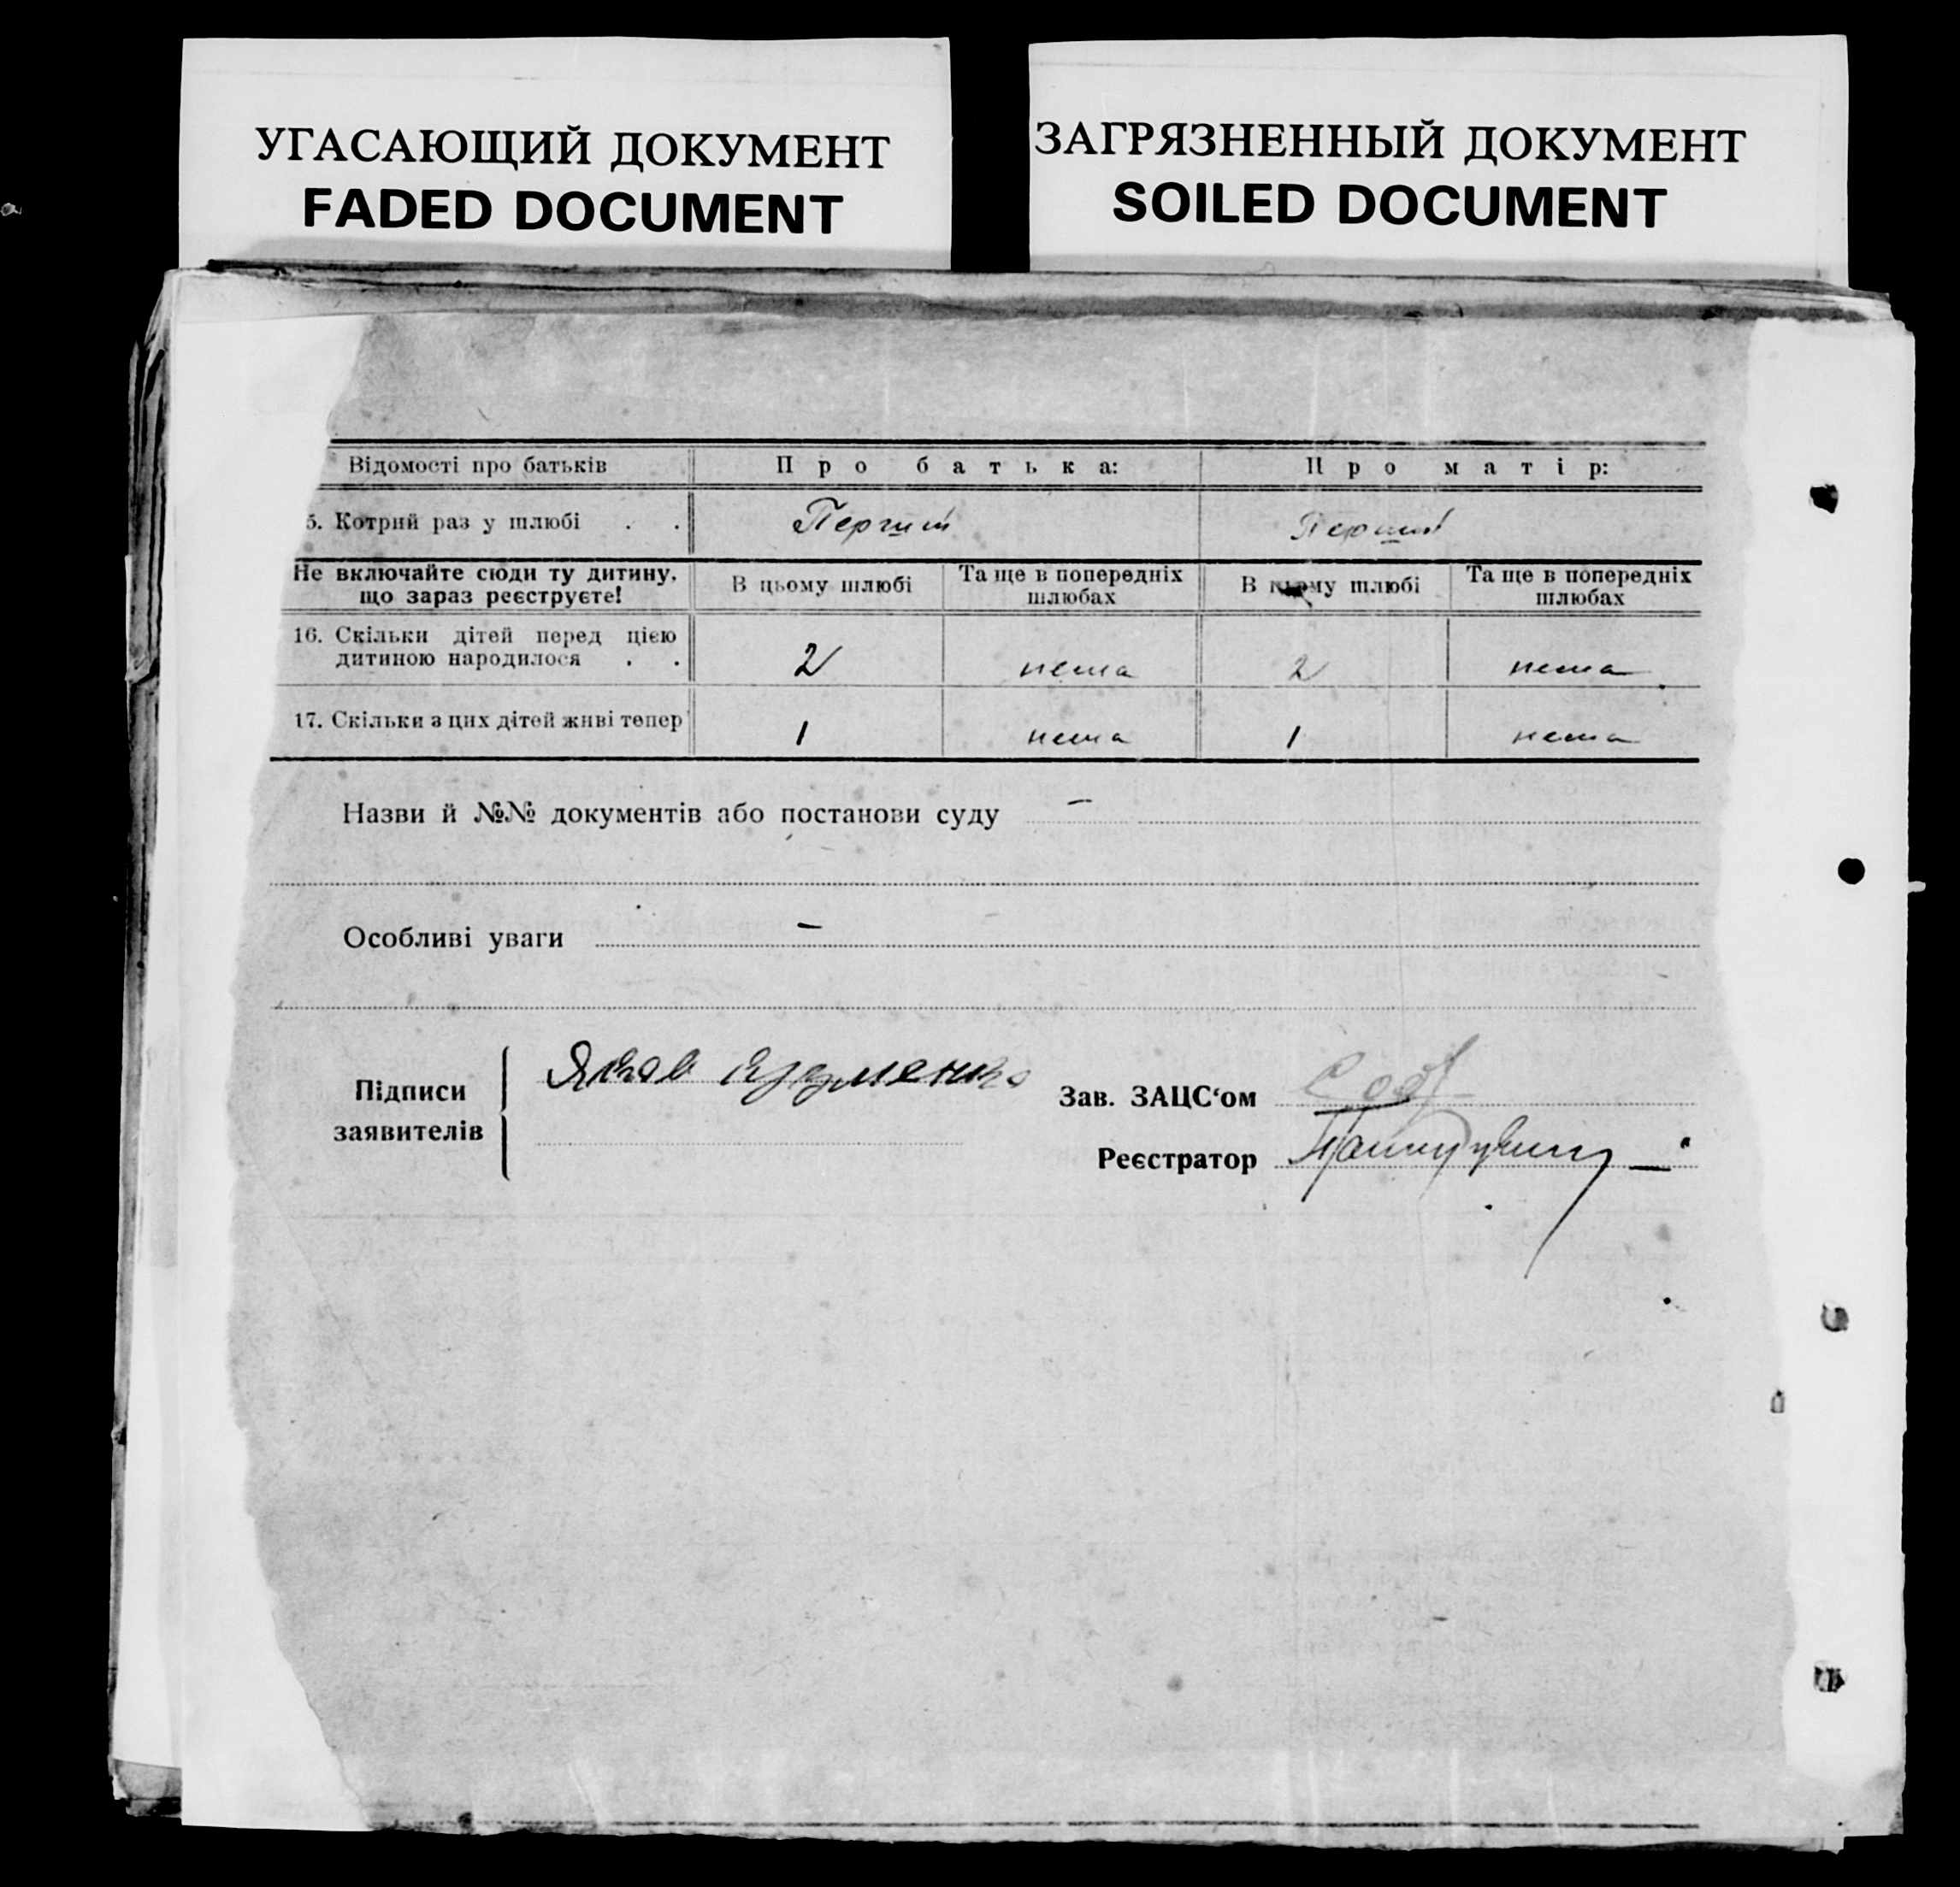 УГАСАЮЩИЙ ДОКУМЕНТ
FADED DOCUMENT
ЗАГРЯЗНЕННЫЙ ДОКУМЕНТ
SOILED DOCUMENT
Відомості про батьків Про батька: Про матір:
5. Котрий раз у шлюбі . . Перший Перший
Не включайте сюди ту дитину, що зараз реєструєте! В цьому шлюбі Та ще в попередніх шлюбах В цьому шлюбі Та ще в попередніх шлюбах
16. Скільки дітей перед цією
дитиною народилося . . 2 нема 2 нема
17. Скільки з цих дітей живі тепер 1 нема 1 нема
Назви й №№ документів або постанови суду –
Особливі уваги –
Підписи
заявителів
Яков Кузменко
Зав. ЗАЦС‘ом
Реєстратор